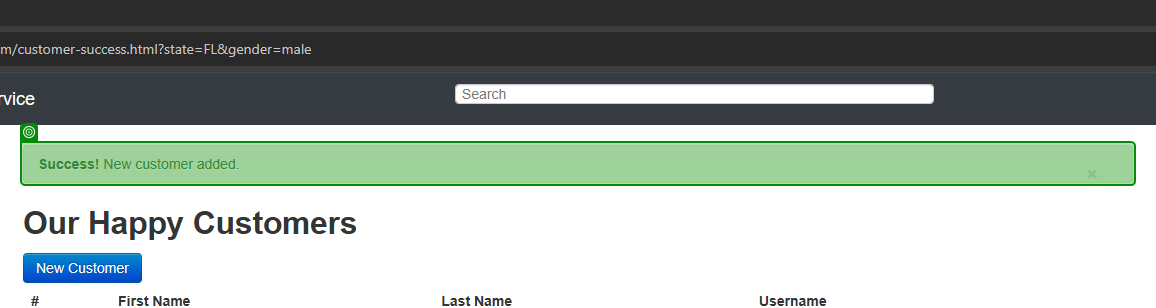 m/customer-success.html?state=FL&gender=male
rvice
Search
Success! New customer added.
×
Our Happy Customers
New Customer
# First Name Last Name Username